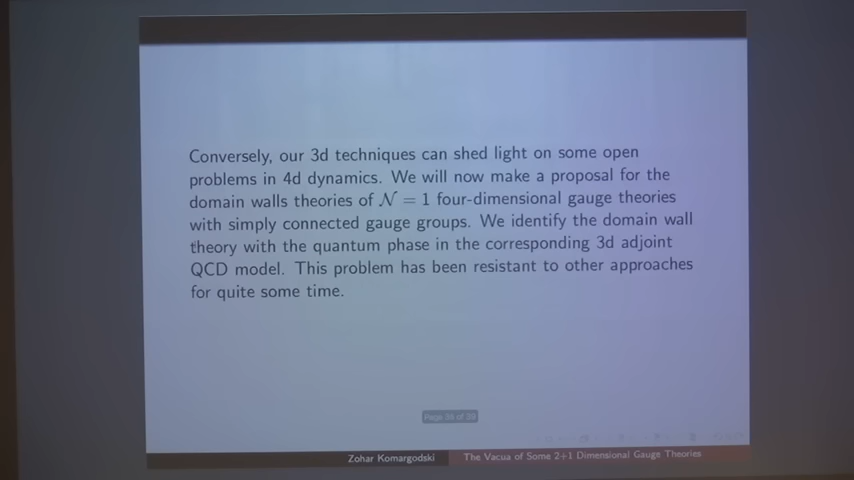 Conversely, our 3d techniques can shed light on some open
problems in 4d dynamics. We will now make a proposal for the
domain walls theories of 𝒩 = 1 four-dimensional gauge theories
with simply connected gauge groups. We identify the domain wall
theory with the quantum phase in the corresponding 3d adjoint
QCD model. This problem has been resistant to other approaches
for quite some time.
Zohar Komargodski
The Vacua of Some 2+1 Dimensional Gauge Theories